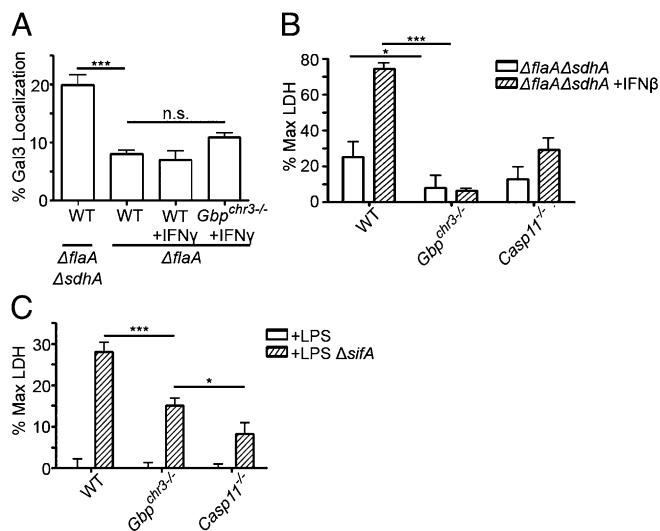 A
% Gal3 Localization
20
10
0
***
n.s.
WT
WT
WT
+IFNγ
Gbpchr3-/-
+IFNγ
ΔflaA
ΔsdhA
ΔflaA
B
% Max LDH
80
60
40
20
0
*
***
ΔflaAΔsdhA
ΔflaAΔsdhA +IFNβ
WT
Gbpchr3-/-
Casp11-/-
C
% Max LDH
30
20
10
0
***
*
+LPS
+LPS ΔsifA
WT
Gbpchr3-/-
Casp11-/-